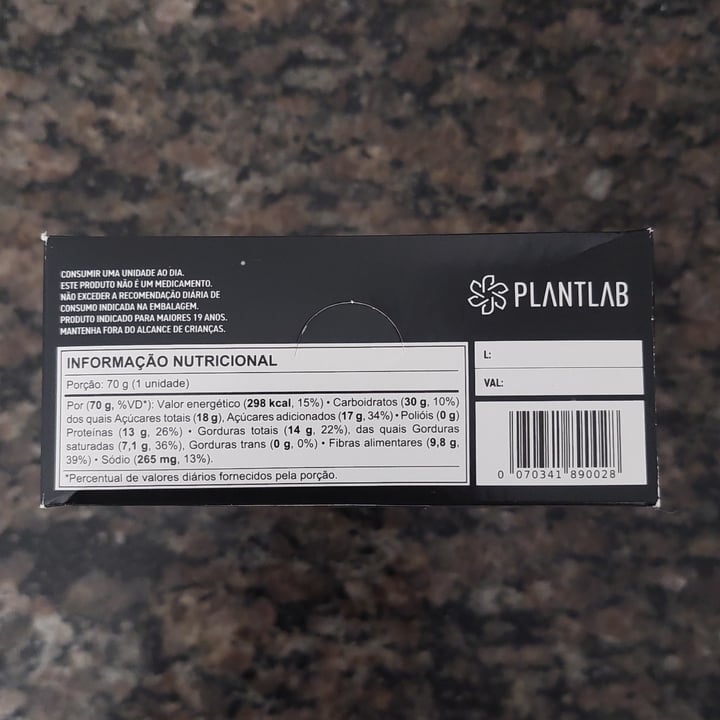 CONSUMIR UMA UNIDADE AO DIA.
ESTE PRODUTO NÃO É UM MEDICAMENTO.
NÃO EXCEDER A RECOMENDAÇÃO DIÁRIA DE
CONSUMO INDICADA NA EMBALAGEM.
PRODUTO INDICADO PARA MAIORES 19 ANOS.
MANTENHA FORA DO ALCANCE DE CRIANÇAS.
PLANTLAB
INFORMAÇÃO NUTRICIONAL
Porção: 70 g (1 unidade)
Por (70 g, %VD*): Valor energético (298 kcal, 15%) • Carboidratos (30 g, 10%)
dos quais Açúcares totais (18 g), Açúcares adicionados (17 g, 34%) • Polióis (0 g)
Proteínas (13 g, 26%) • Gorduras totais (14 g, 22%), das quais Gorduras
saturadas (7,1 g, 36%), Gorduras trans (0 g, 0%) • Fibras alimentares (9,8 g,
39%) • Sódio (265 mg, 13%).
*Percentual de valores diários fornecidos pela porção.
L:
VAL:
0 070341 890028